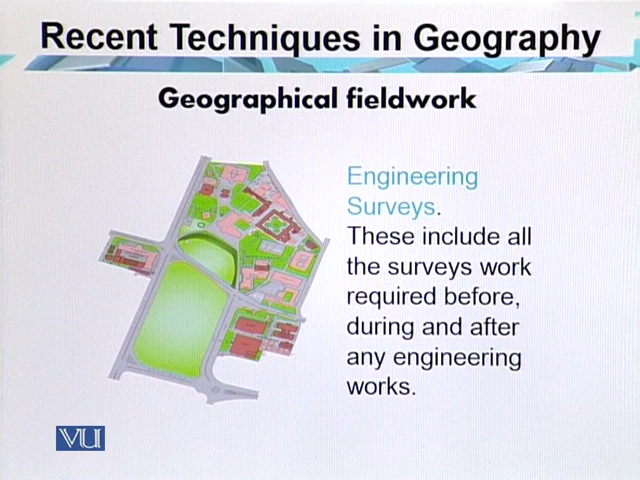 Recent Techniques in Geography
Geographical fieldwork
Engineering
Surveys.
These include all
the surveys work
required before,
during and after
any engineering
works.
VU